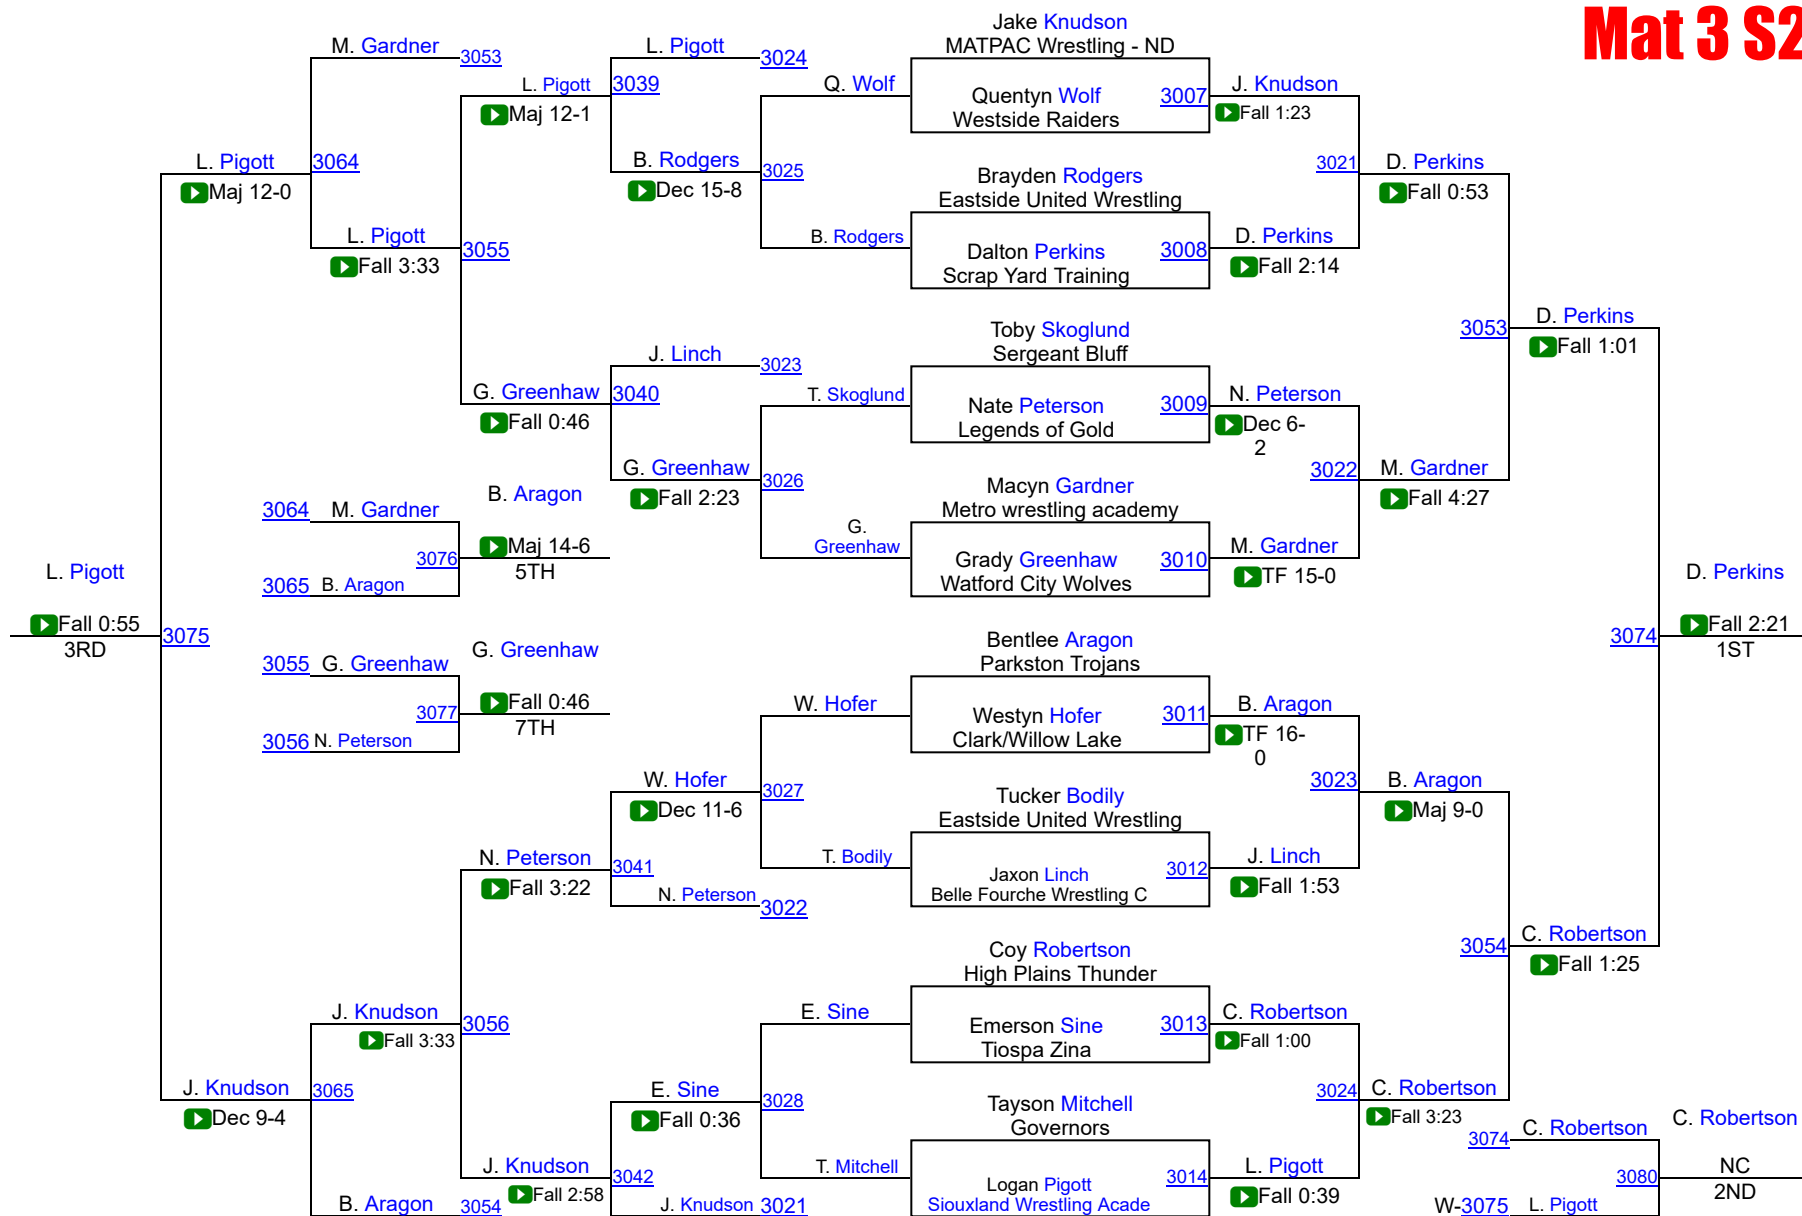 Mat 3 S2
Jake Knudson
MATPAC Wrestling - ND
M. Gardner
3053
L. Pigott
3024
L. Pigott
3039
Maj 12-1
Q. Wolf
Quentyn Wolf
Westside Raiders
3007
J. Knudson
Fall 1:23
L. Pigott
3064
Maj 12-0
B. Rodgers
3025
Dec 15-8
Brayden Rodgers
Eastside United Wrestling
3021
D. Perkins
Fall 0:53
L. Pigott
3055
Fall 3:33
B. Rodgers
Dalton Perkins
Scrap Yard Training
3008
D. Perkins
Fall 2:14
Toby Skoglund
Sergeant Bluff
3053
D. Perkins
Fall 1:01
J. Linch
3023
G. Greenhaw
3040
Fall 0:46
T. Skoglund
Nate Peterson
Legends of Gold
3009
N. Peterson
Dec 6-
2
G. Greenhaw
3026
Fall 2:23
Macyn Gardner
Metro wrestling academy
3022
M. Gardner
Fall 4:27
B. Aragon
3064
M. Gardner
3076
Maj 14-6
5TH
3065
B. Aragon
G.
Greenhaw
Grady Greenhaw
Watford City Wolves
3010
M. Gardner
TF 15-0
L. Pigott
Fall 0:55
3RD
3075
D. Perkins
3074
Fall 2:21
1ST
Bentlee Aragon
Parkston Trojans
3055
G. Greenhaw
G. Greenhaw
3077
Fall 0:46
7TH
3056
N. Peterson
W. Hofer
Westyn Hofer
Clark/Willow Lake
3011
B. Aragon
TF 16-
0
W. Hofer
3027
Dec 11-6
Tucker Bodily
Eastside United Wrestling
3023
B. Aragon
Maj 9-0
N. Peterson
3041
Fall 3:22
T. Bodily
Jaxon Linch
Belle Fourche Wrestling C
3012
J. Linch
Fall 1:53
N. Peterson
3022
Coy Robertson
High Plains Thunder
3054
C. Robertson
Fall 1:25
J. Knudson
3056
Fall 3:33
E. Sine
Emerson Sine
Tiospa Zina
3013
C. Robertson
Fall 1:00
J. Knudson
3065
Dec 9-4
E. Sine
3028
Fall 0:36
Tayson Mitchell
Governors
3024
C. Robertson
Fall 3:23
3074
C. Robertson
C. Robertson
J. Knudson
3042
Fall 2:58
T. Mitchell
Logan Pigott
Siouxland Wrestling Acade
3014
L. Pigott
Fall 0:39
3080
NC
2ND
B. Aragon
3054
J. Knudson
3021
W-3075
L. Pigott